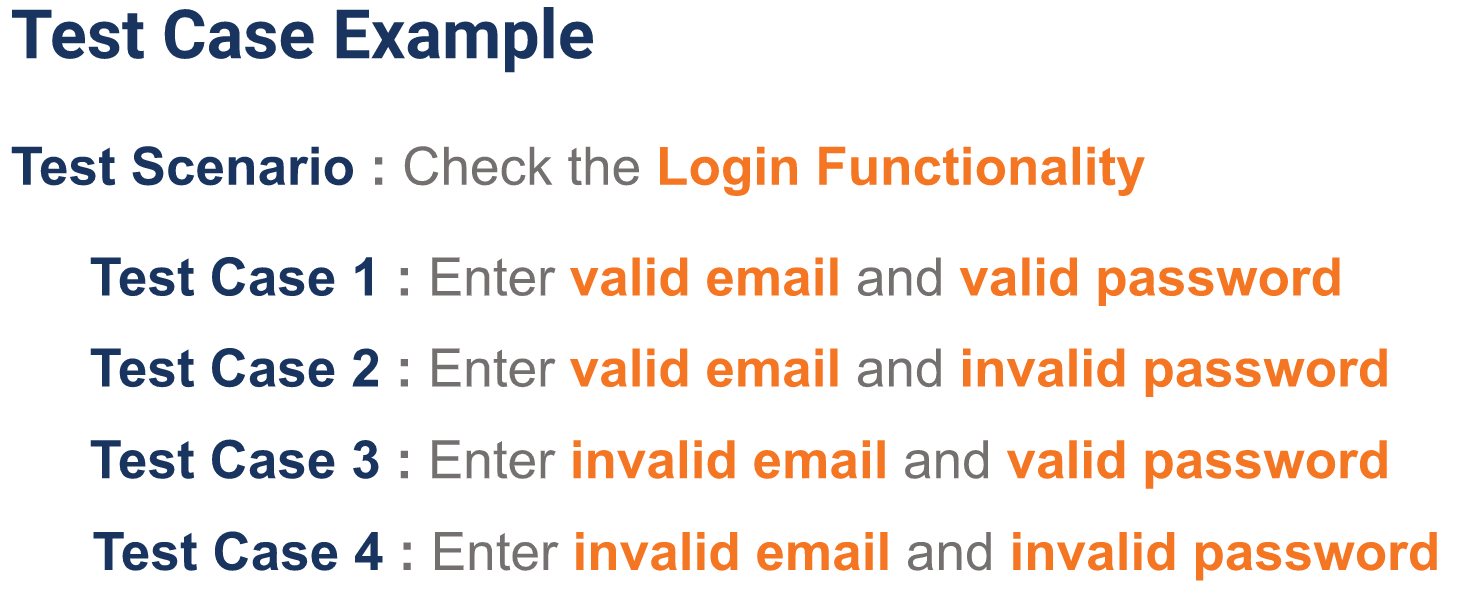 Test Case Example
Test Scenario : Check the Login Functionality
Test Case 1 : Enter valid email and valid password
Test Case 2 : Enter valid email and invalid password
Test Case 3 : Enter invalid email and valid password
Test Case 4 : Enter invalid email and invalid password